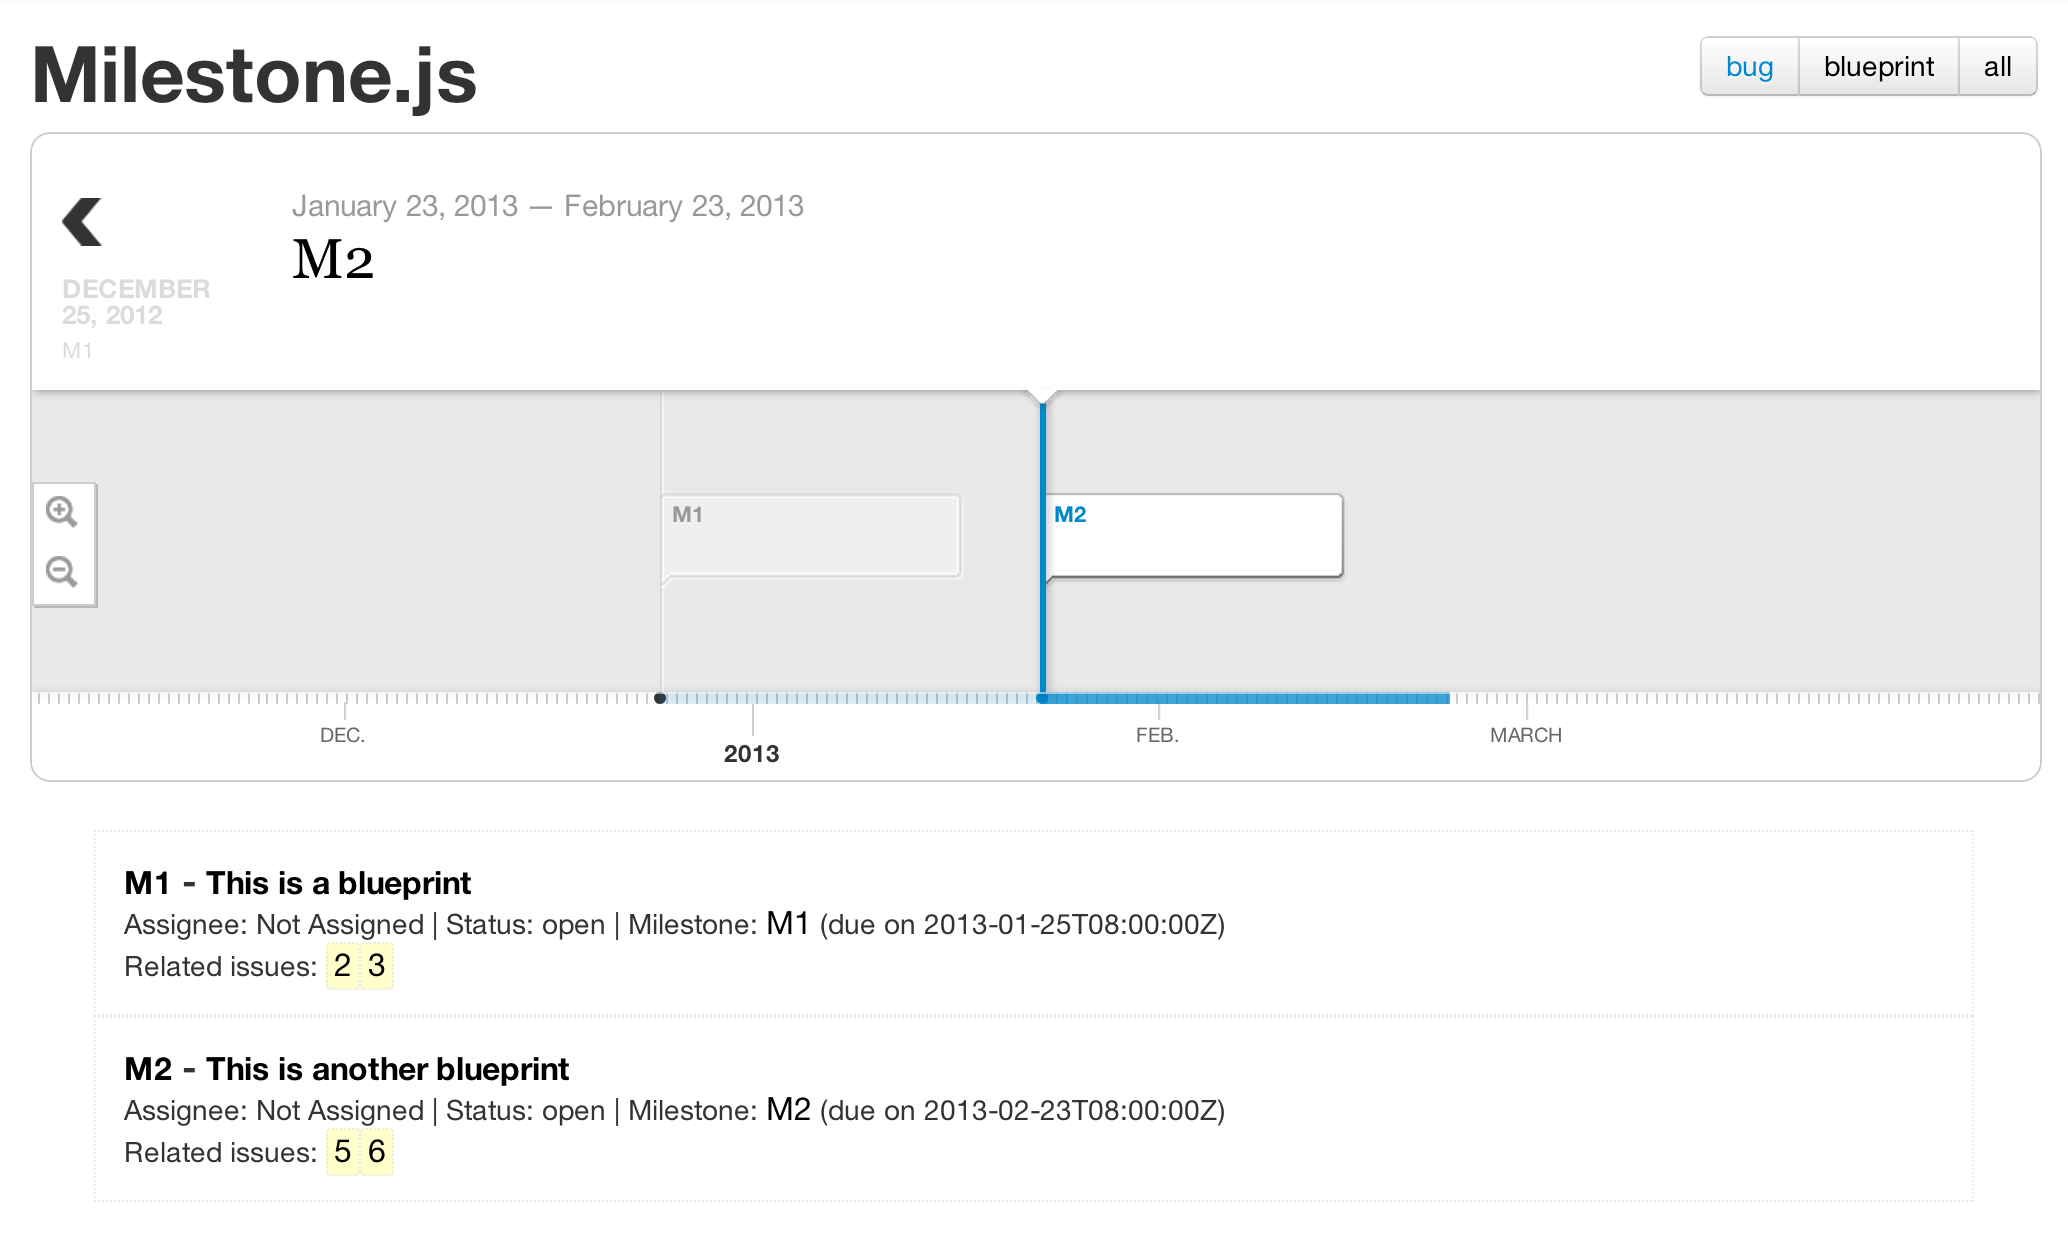 Milestone.js
bug blueprint all
January 23, 2013 — February 23, 2013
M2
DECEMBER
25, 2012
M1
M1
M2
DEC.
2013
FEB.
MARCH
M1 - This is a blueprint
Assignee: Not Assigned | Status: open | Milestone: M1 (due on 2013-01-25T08:00:00Z)
Related issues: 2 3
M2 - This is another blueprint
Assignee: Not Assigned | Status: open | Milestone: M2 (due on 2013-02-23T08:00:00Z)
Related issues: 5 6